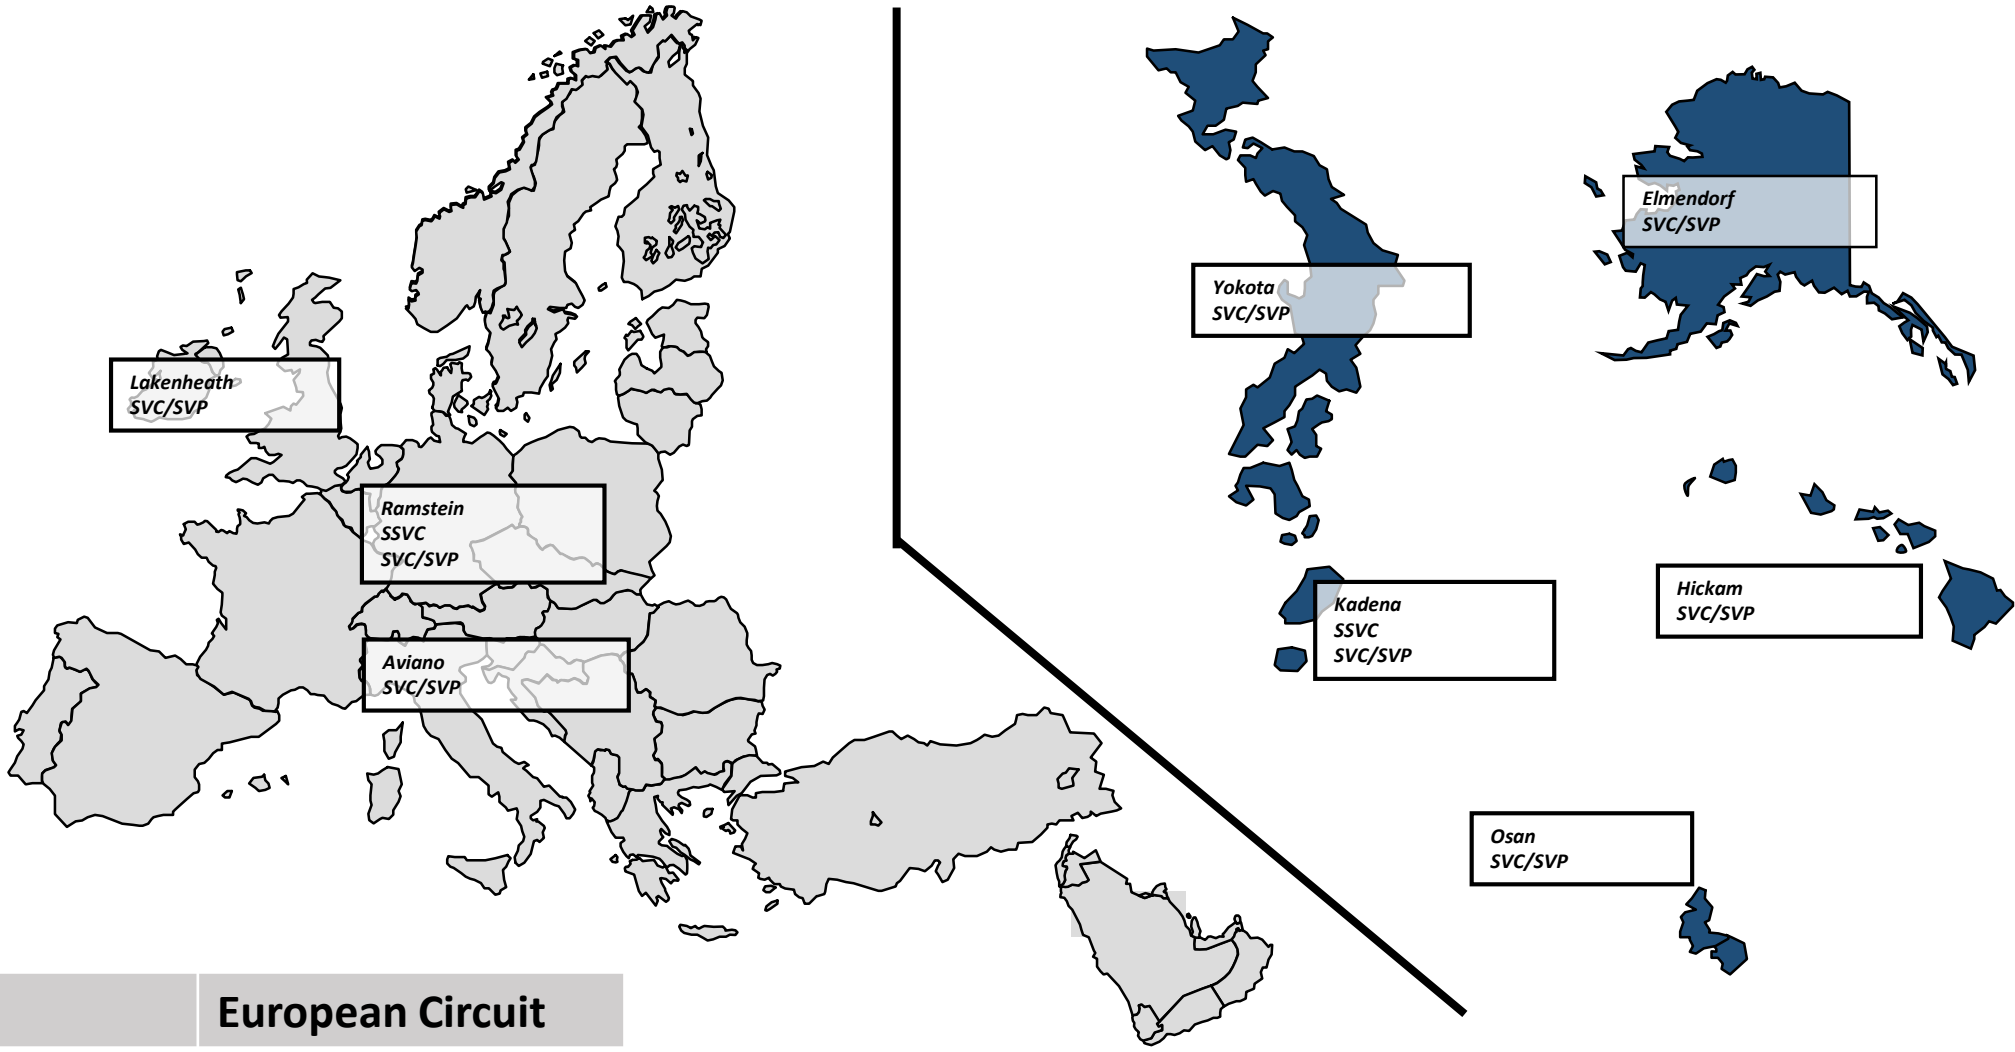 Elmendorf
SVC/SVP
Yokota
SVC/SVP
Lakenheath
SVC/SVP
Ramstein
SSVC
SVC/SVP
Kadena
SSVC
SVC/SVP
Hickam
SVC/SVP
Aviano
SVC/SVP
Osan
SVC/SVP
European Circuit